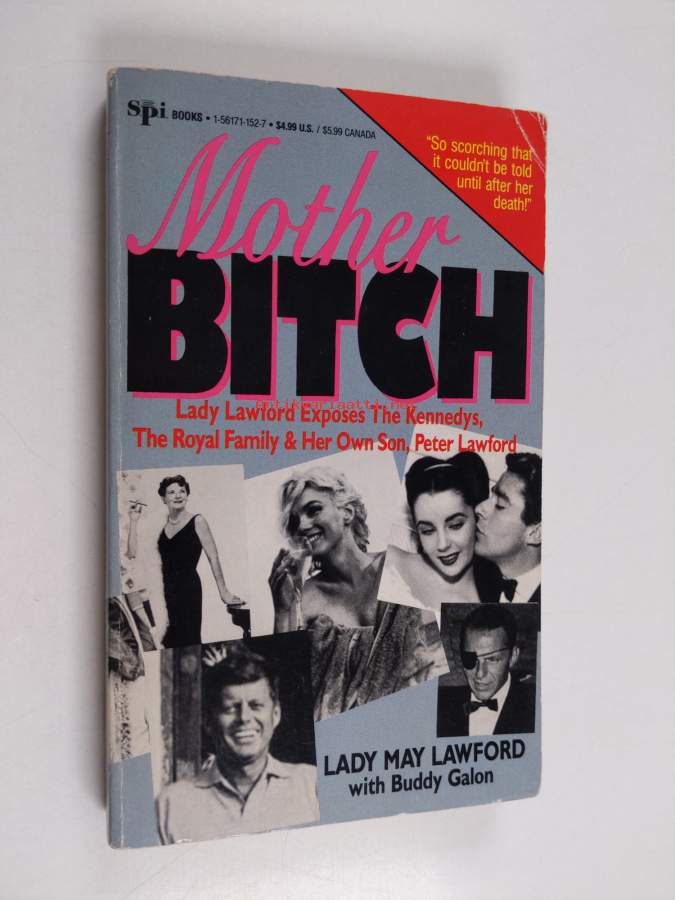 Spi BOOKS • 1-56171-152-7 • $4.99 U.S. / $5.99 CANADA
"So scorching that
it couldn't be told
until after her
death!"
Mother
BITCH
antikvariaatti.net
Lady Lawford Exposes The Kennedys,
The Royal Family & Her Own Son, Peter Lawford
LADY MAY LAWFORD
with Buddy Galon